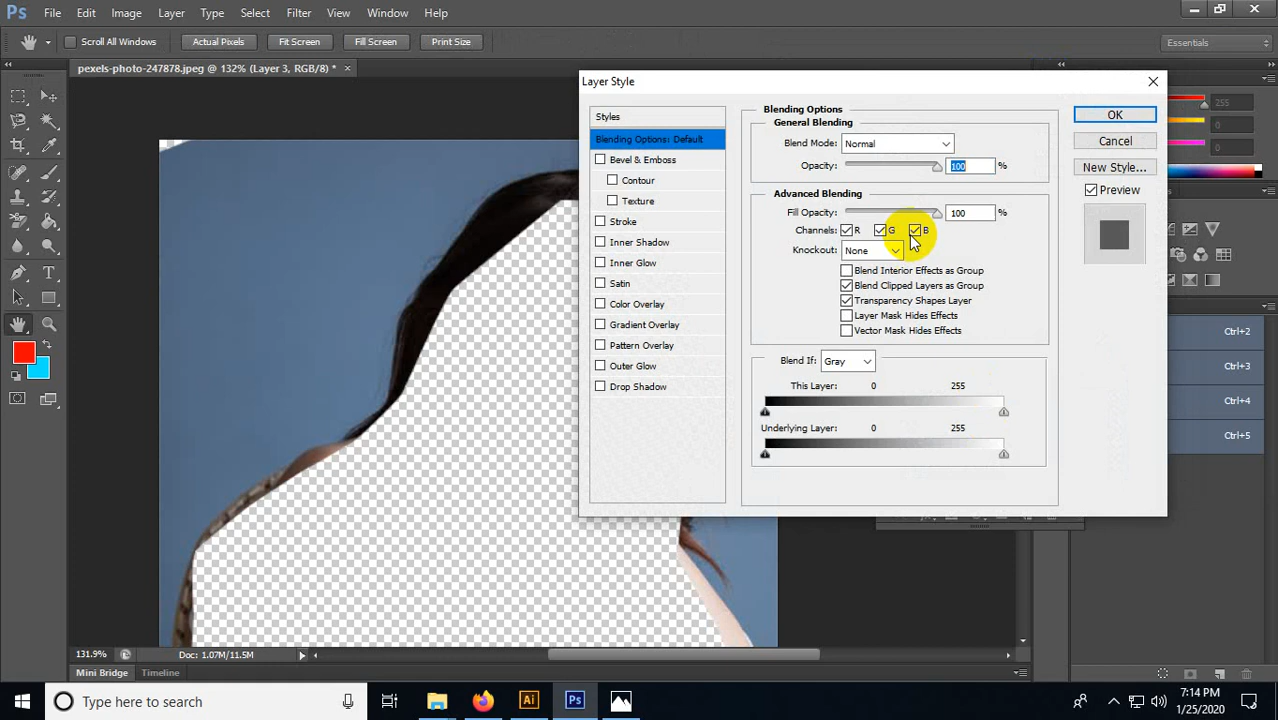 Ps File Edit Image Layer Type Select Filter View Window Help
Scroll All Windows Actual Pixels Fit Screen Fill Screen Print Size Essentials
pexels-photo-247878.jpeg @ 132% (Layer 3, RGB/8) * ×
Layer Style
Styles
Blending Options: Default
Bevel & Emboss
Contour
Texture
Stroke
Inner Shadow
Inner Glow
Satin
Color Overlay
Gradient Overlay
Pattern Overlay
Outer Glow
Drop Shadow
Blending Options
General Blending
Blend Mode: Normal
Opacity: 100 %
Advanced Blending
Fill Opacity: 100 %
Channels: R G B
Knockout: None
Blend Interior Effects as Group
Blend Clipped Layers as Group
Transparency Shapes Layer
Layer Mask Hides Effects
Vector Mask Hides Effects
Blend If: Gray
This Layer: 0 255
Underlying Layer: 0 255
OK
Cancel
New Style...
Preview
255
0
0
Ctrl+2
Ctrl+3
Ctrl+4
Ctrl+5
131.9% Doc: 1.07M/11.5M
Mini Bridge Timeline
Type here to search
Ai Ps
7:14 PM
1/25/2020